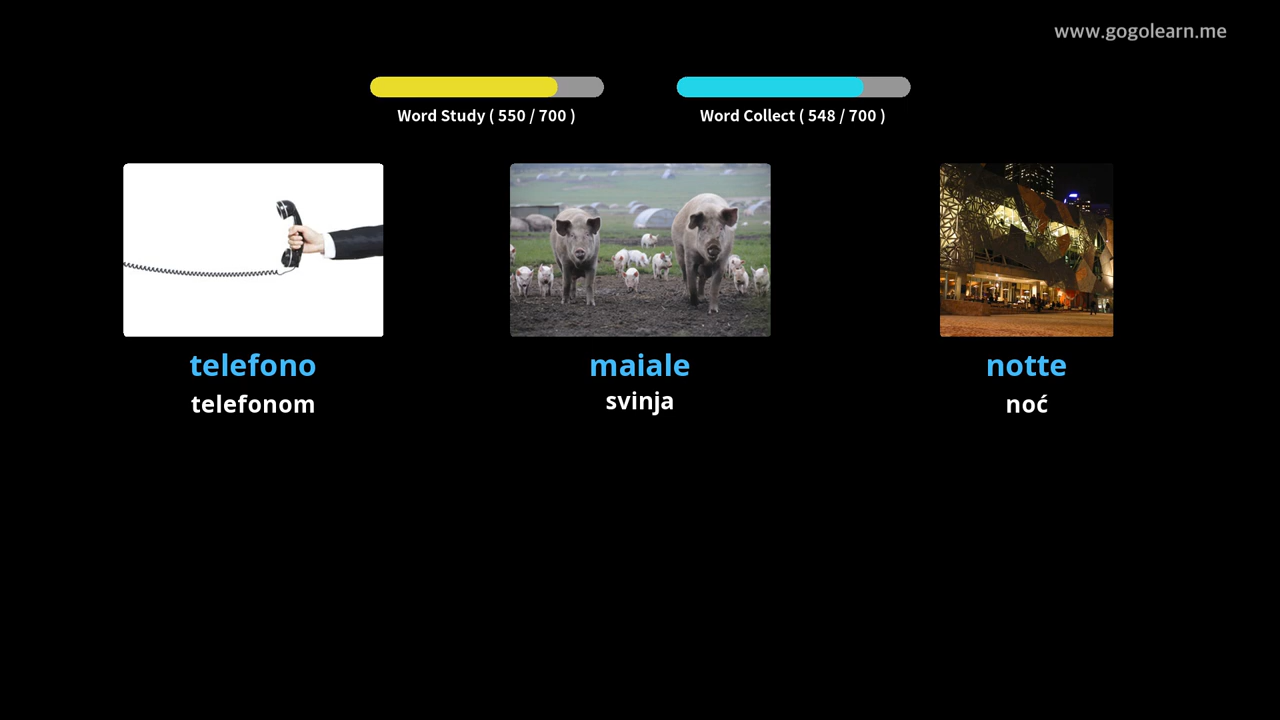 www.gogolearn.me
Word Study ( 550 / 700 )
Word Collect ( 548 / 700 )
telefono
telefonom
maiale
svinja
notte
noć